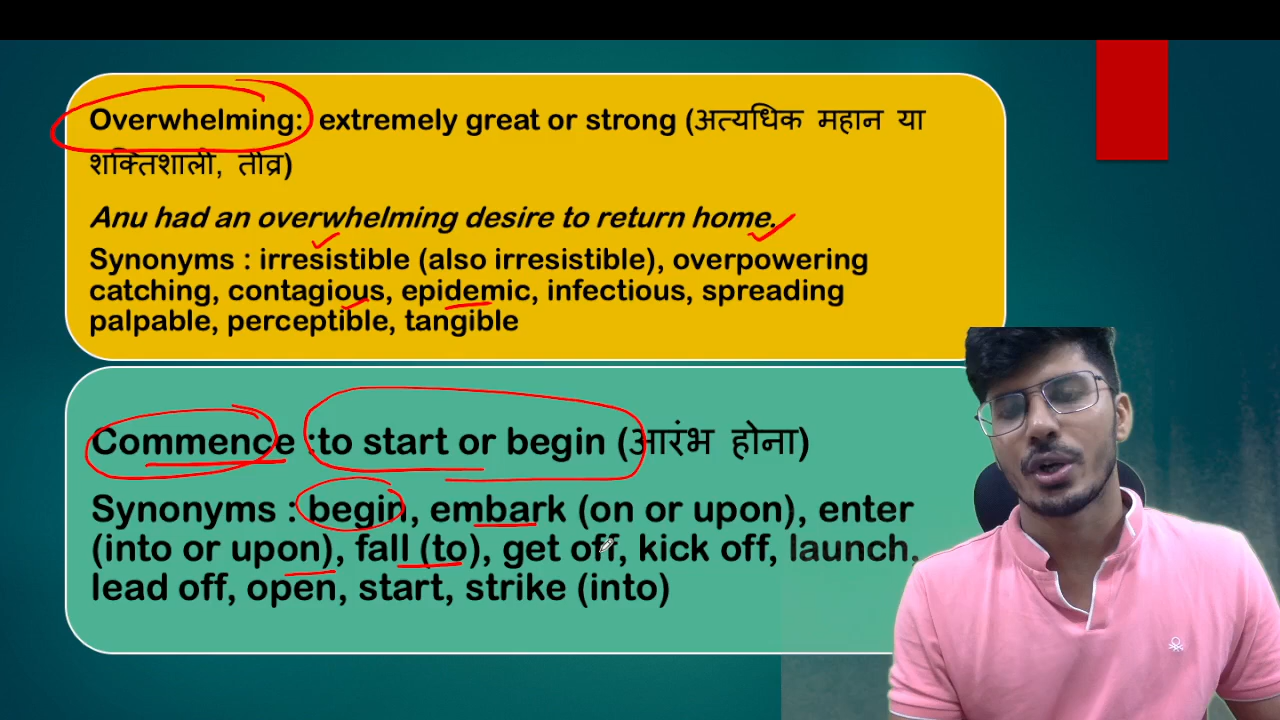 Overwhelming: extremely great or strong (अत्यधिक महान या
शक्तिशाली, तीव्र)
Anu had an overwhelming desire to return home.
Synonyms : irresistible (also irresistible), overpowering
catching, contagious, epidemic, infectious, spreading
palpable, perceptible, tangible
Commence :to start or begin (आरंभ होना)
Synonyms : begin, embark (on or upon), enter
(into or upon), fall (to), get off, kick off, launch,
lead off, open, start, strike (into)